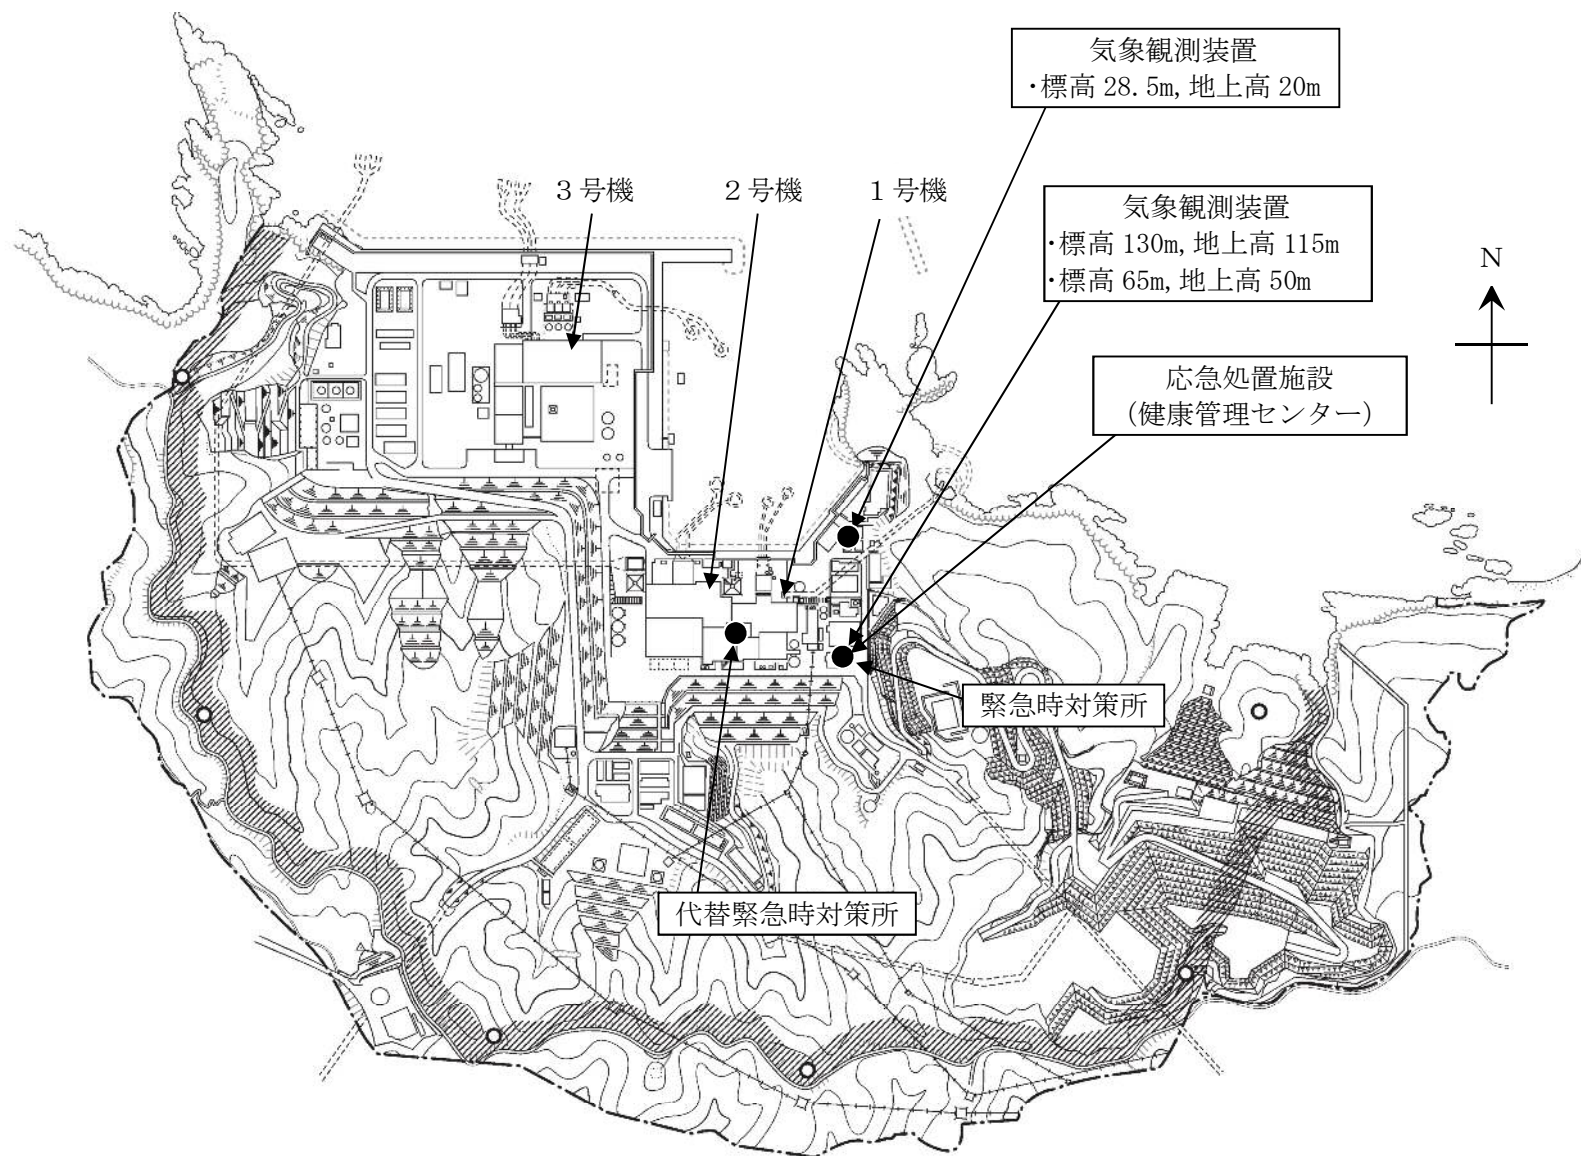 気象観測装置
・標高 28.5m, 地上高 20m
3 号機
2 号機
1 号機
気象観測装置
・標高 130m, 地上高 115m
・標高 65m, 地上高 50m
N
応急処置施設
(健康管理センター)
緊急時対策所
代替緊急時対策所